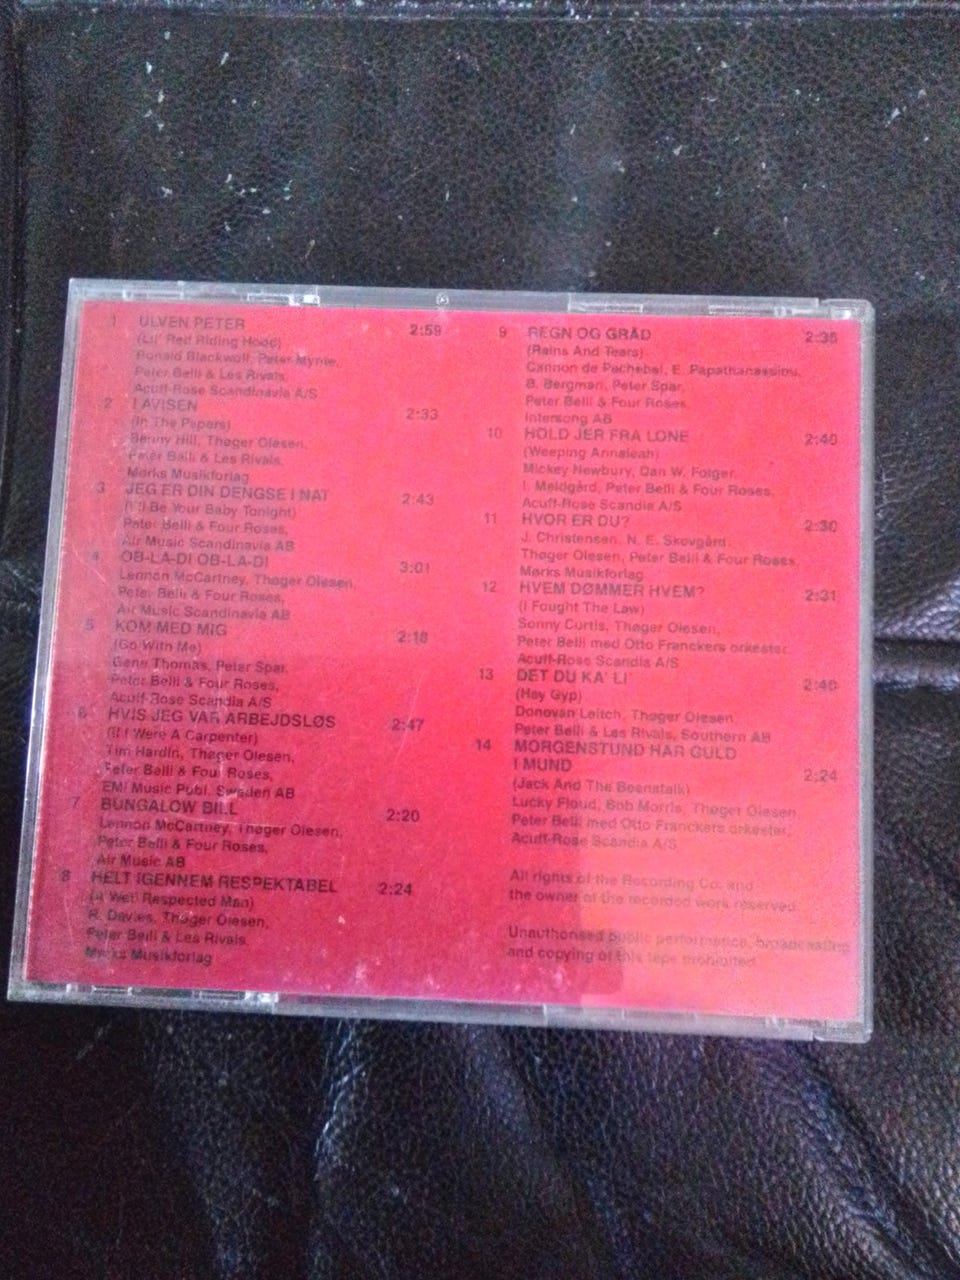 1 ULVEN PETER 2:59
(Lil' Red Riding Hood)
Ronald Blackwell, Peter Mynte,
Peter Belli & Les Rivals,
Acuff-Rose Scandinavia A/S
2 I AVISEN 2:33
(In The Papers)
Benny Hill, Thøger Olesen,
Peter Belli & Les Rivals,
Mørks Musikforlag
3 JEG ER DIN DENGSE I NAT 2:43
(I'll Be Your Baby Tonight)
Peter Belli & Four Roses,
Air Music Scandinavia AB
4 OB-LA-DI OB-LA-DI 3:01
Lennon McCartney, Thøger Olesen,
Peter Belli & Four Roses,
Air Music Scandinavia AB
5 KOM MED MIG 2:18
(Go With Me)
Gene Thomas, Peter Spar,
Peter Belli & Four Roses,
Acuff-Rose Scandia A/S
6 HVIS JEG VAR ARBEJDSLØS 2:47
(If I Were A Carpenter)
Tim Hardin, Thøger Olesen,
Peter Belli & Four Roses,
EMI Music Publ. Sweden AB
7 BUNGALOW BILL 2:20
Lennon McCartney, Thøger Olesen,
Peter Belli & Four Roses,
Air Music AB
8 HELT IGENNEM RESPEKTABEL 2:24
(A Well Respected Man)
R. Davies, Thøger Olesen,
Peter Belli & Les Rivals
Mørks Musikforlag
9 REGN OG GRÅD 2:35
(Rains And Tears)
Cannon de Pachebel, E. Papathanassiou,
B. Bergman, Peter Spar,
Peter Belli & Four Roses,
Intersong AB
10 HOLD JER FRA LONE 2:40
(Weeping Annaleah)
Mickey Newbury, Dan W. Folger,
I. Meldgård, Peter Belli & Four Roses,
Acuff-Rose Scandia A/S
11 HVOR ER DU? 2:30
J. Christensen, N. E. Skovgård,
Thøger Olesen, Peter Belli & Four Roses,
Mørks Musikforlag
12 HVEM DØMMER HVEM? 2:31
(I Fought The Law)
Sonny Curtis, Thøger Olesen,
Peter Belli med Otto Franckers orkester,
Acuff-Rose Scandia A/S
13 DET DU KA' LI' 2:40
(Hey Gyp)
Donovan Leitch, Thøger Olesen
Peter Belli & Les Rivals, Southern AB
14 MORGENSTUND HAR GULD
I MUND 2:24
(Jack And The Beanstalk)
Lucky Floud, Bob Morris, Thøger Olesen
Peter Belli med Otto Franckers orkester,
Acuff-Rose Scandia A/S
All rights of the Recording Co. and
the owner of the recorded work reserved.
Unauthorised public performance, broadcasting
and copying of this tape prohibited.